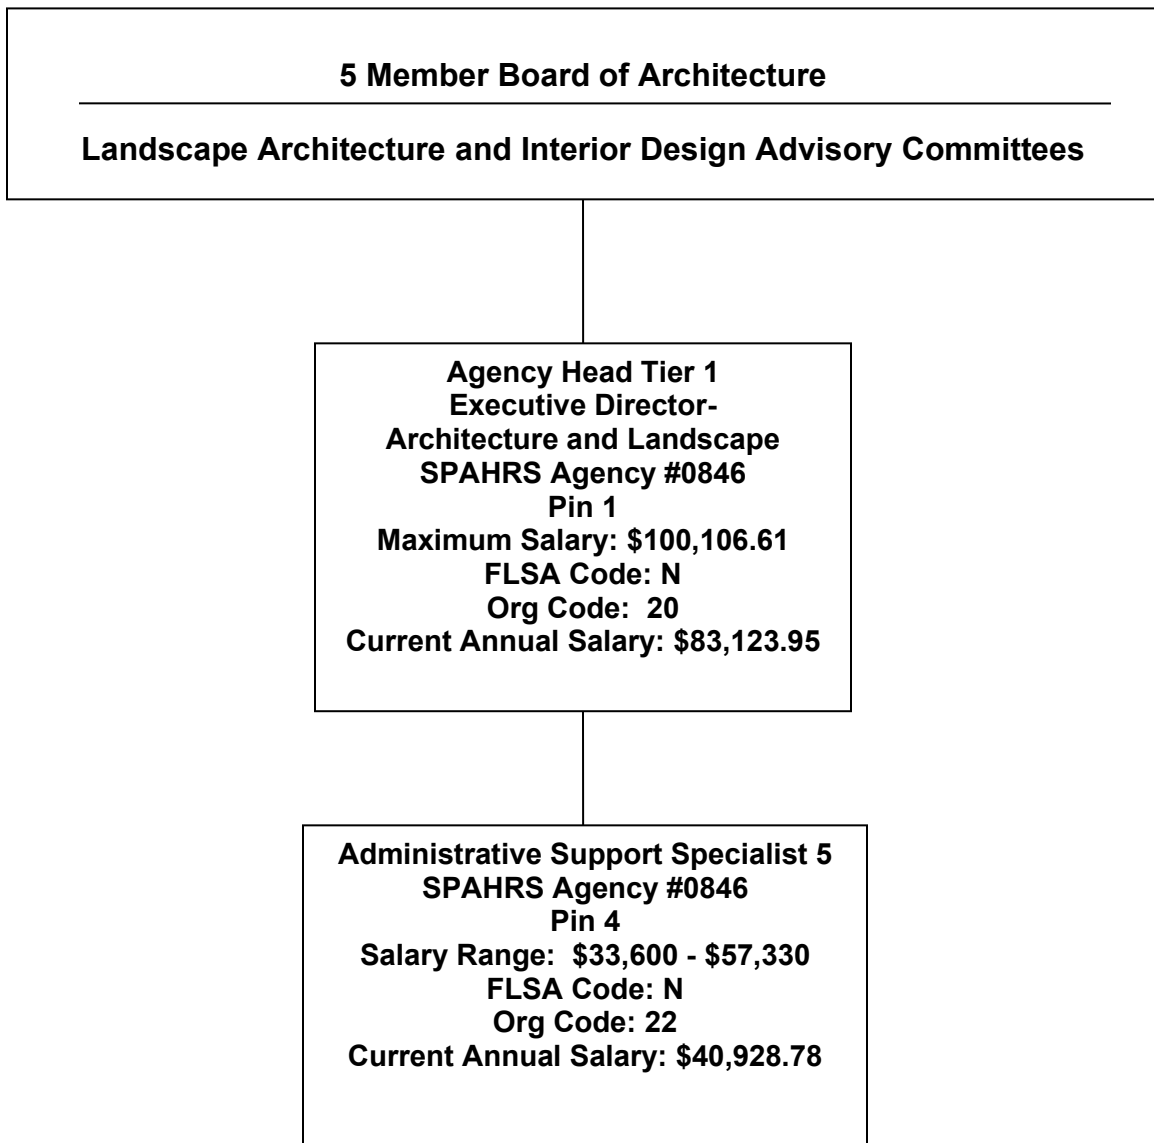 5 Member Board of Architecture
Landscape Architecture and Interior Design Advisory Committees
Agency Head Tier 1
Executive Director-
Architecture and Landscape
SPAHRS Agency #0846
Pin 1
Maximum Salary: $100,106.61
FLSA Code: N
Org Code:  20
Current Annual Salary: $83,123.95
Administrative Support Specialist 5
SPAHRS Agency #0846
Pin 4
Salary Range:  $33,600 - $57,330
FLSA Code: N
Org Code: 22
Current Annual Salary: $40,928.78